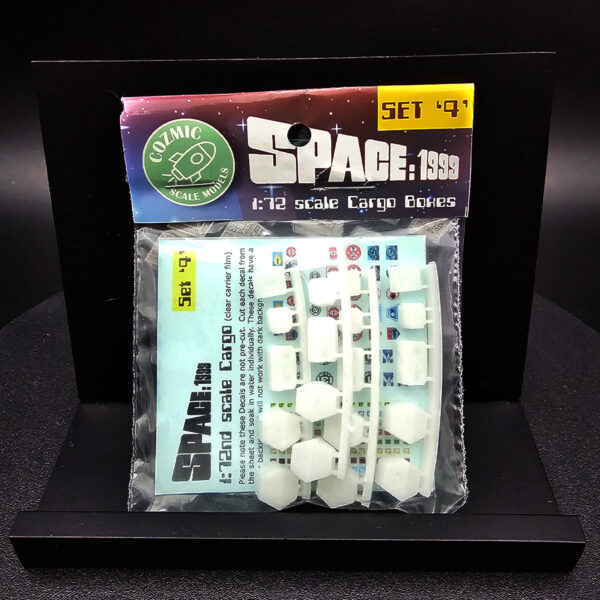 SET '4'
COZMIC
SCALE MODELS
SPACE: 1999
1:72 scale Cargo Boxes
Set '4'
SPACE: 1999
1:72nd scale Cargo (clear carrier film)
Please note these Decals are not pre-cut. Cut each decal from
the sheet and soak in water individually. These decals have a
will not work with dark